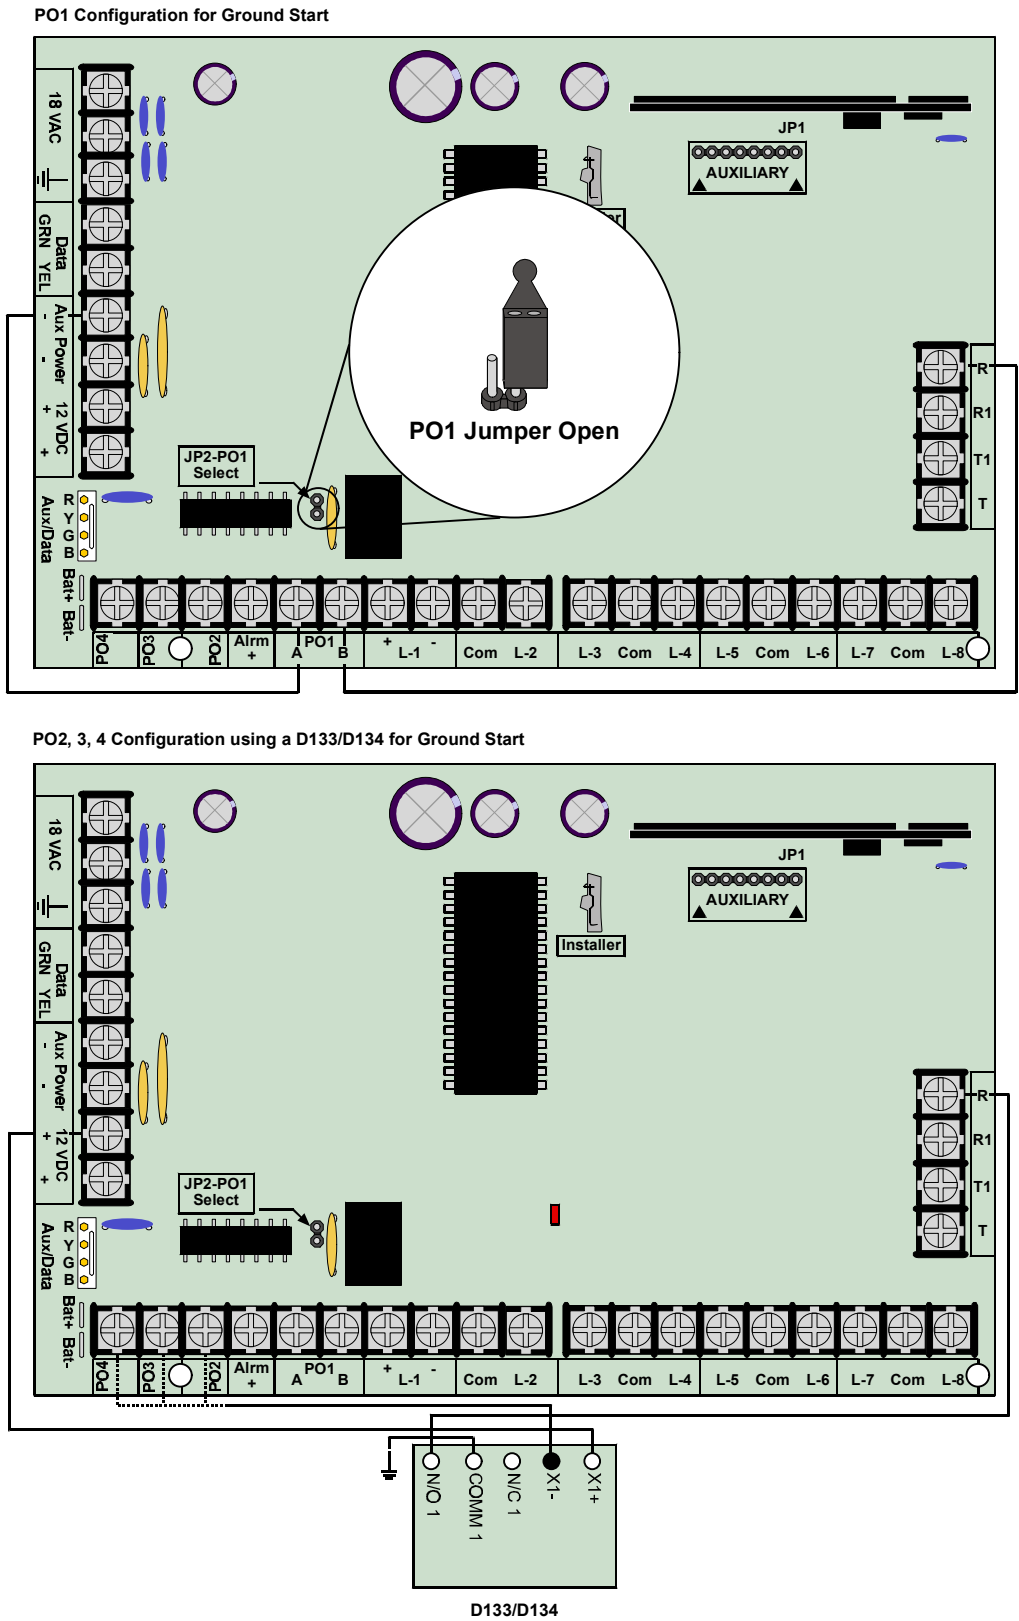 PO1 Configuration for Ground Start
18 VAC
Data
GRN YEL
Aux Power
- -
12 VDC
+ +
R
Y
G
B
Aux/Data
Bat+ Bat-
JP1
AUXILIARY
PO1 Jumper Open
JP2-PO1
Select
R
R1
T1
T
PO4 PO3 PO2 Alrm + PO1 A B + L-1 - Com L-2 L-3 Com L-4 L-5 Com L-6 L-7 Com L-8
PO2, 3, 4 Configuration using a D133/D134 for Ground Start
18 VAC
Data
GRN YEL
Aux Power
- -
12 VDC
+ +
R
Y
G
B
Aux/Data
Bat+ Bat-
JP1
AUXILIARY
Installer
JP2-PO1
Select
R
R1
T1
T
PO4 PO3 PO2 Alrm + PO1 A B + L-1 - Com L-2 L-3 Com L-4 L-5 Com L-6 L-7 Com L-8
N/O 1
COMM 1
N/C 1
X1-
X1+
D133/D134